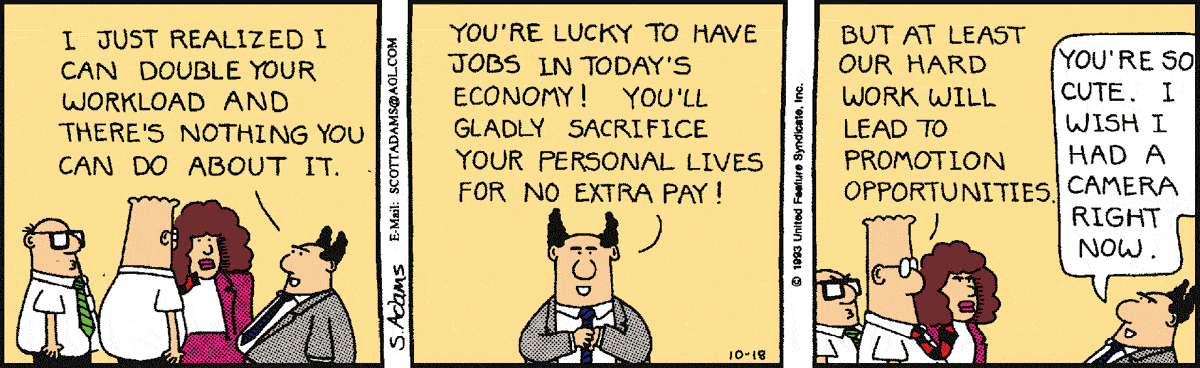 I JUST REALIZED I
CAN DOUBLE YOUR
WORKLOAD AND
THERE'S NOTHING YOU
CAN DO ABOUT IT.
S. Adams
E-Mail: SCOTTADAMS@AOL.COM
YOU'RE LUCKY TO HAVE
JOBS IN TODAY'S
ECONOMY! YOU'LL
GLADLY SACRIFICE
YOUR PERSONAL LIVES
FOR NO EXTRA PAY!
10-18
© 1993 United Feature Syndicate, Inc.
BUT AT LEAST
OUR HARD
WORK WILL
LEAD TO
PROMOTION
OPPORTUNITIES.
YOU'RE SO
CUTE. I
WISH I
HAD A
CAMERA
RIGHT
NOW.